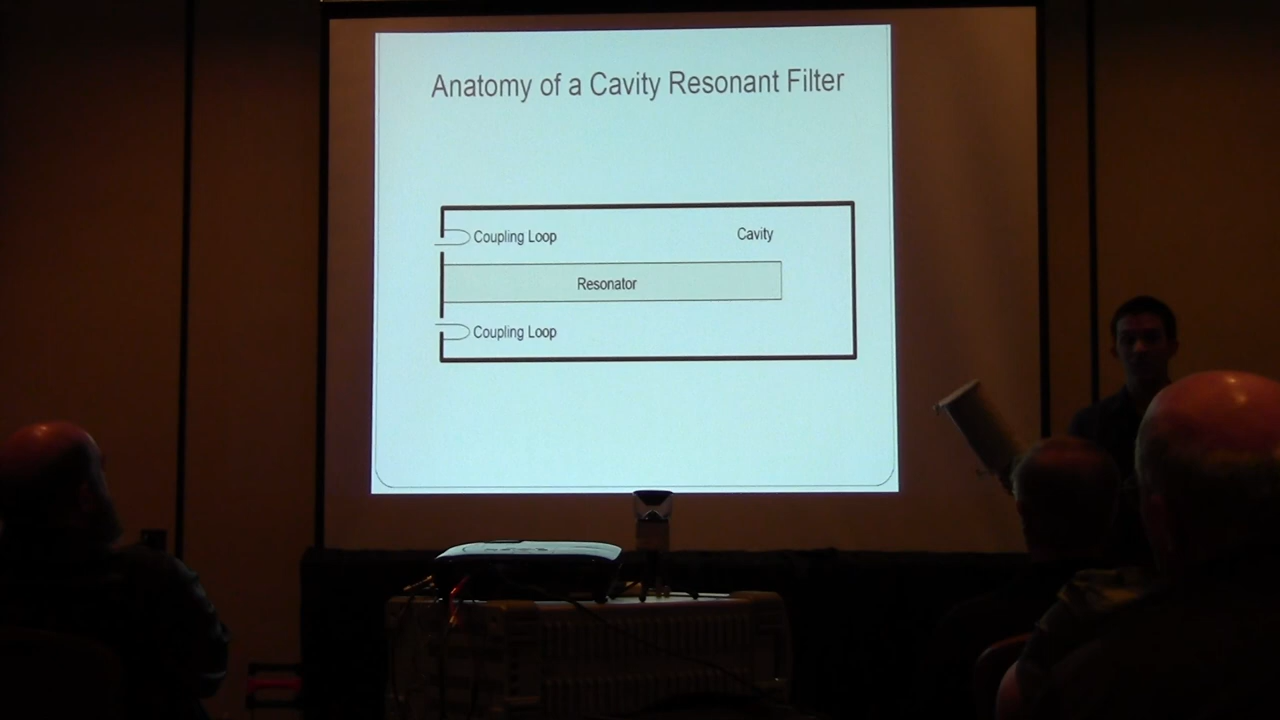 Anatomy of a Cavity Resonant Filter
Coupling Loop
Cavity
Resonator
Coupling Loop